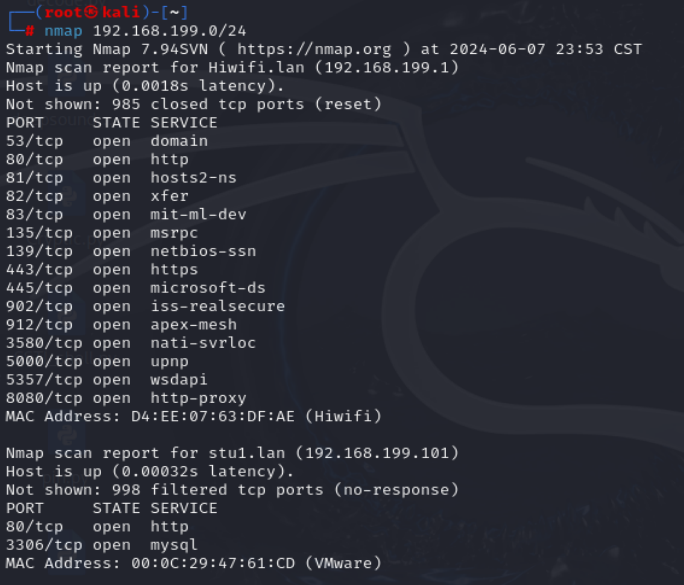 ┌──(root㉿kali)-[~]
└─# nmap 192.168.199.0/24
Starting Nmap 7.94SVN ( https://nmap.org ) at 2024-06-07 23:53 CST
Nmap scan report for Hiwifi.lan (192.168.199.1)
Host is up (0.0018s latency).
Not shown: 985 closed tcp ports (reset)
PORT     STATE SERVICE
53/tcp   open  domain
80/tcp   open  http
81/tcp   open  hosts2-ns
82/tcp   open  xfer
83/tcp   open  mit-ml-dev
135/tcp  open  msrpc
139/tcp  open  netbios-ssn
443/tcp  open  https
445/tcp  open  microsoft-ds
902/tcp  open  iss-realsecure
912/tcp  open  apex-mesh
3580/tcp open  nati-svrloc
5000/tcp open  upnp
5357/tcp open  wsdapi
8080/tcp open  http-proxy
MAC Address: D4:EE:07:63:DF:AE (Hiwifi)

Nmap scan report for stu1.lan (192.168.199.101)
Host is up (0.00032s latency).
Not shown: 998 filtered tcp ports (no-response)
PORT     STATE SERVICE
80/tcp   open  http
3306/tcp open  mysql
MAC Address: 00:0C:29:47:61:CD (VMware)